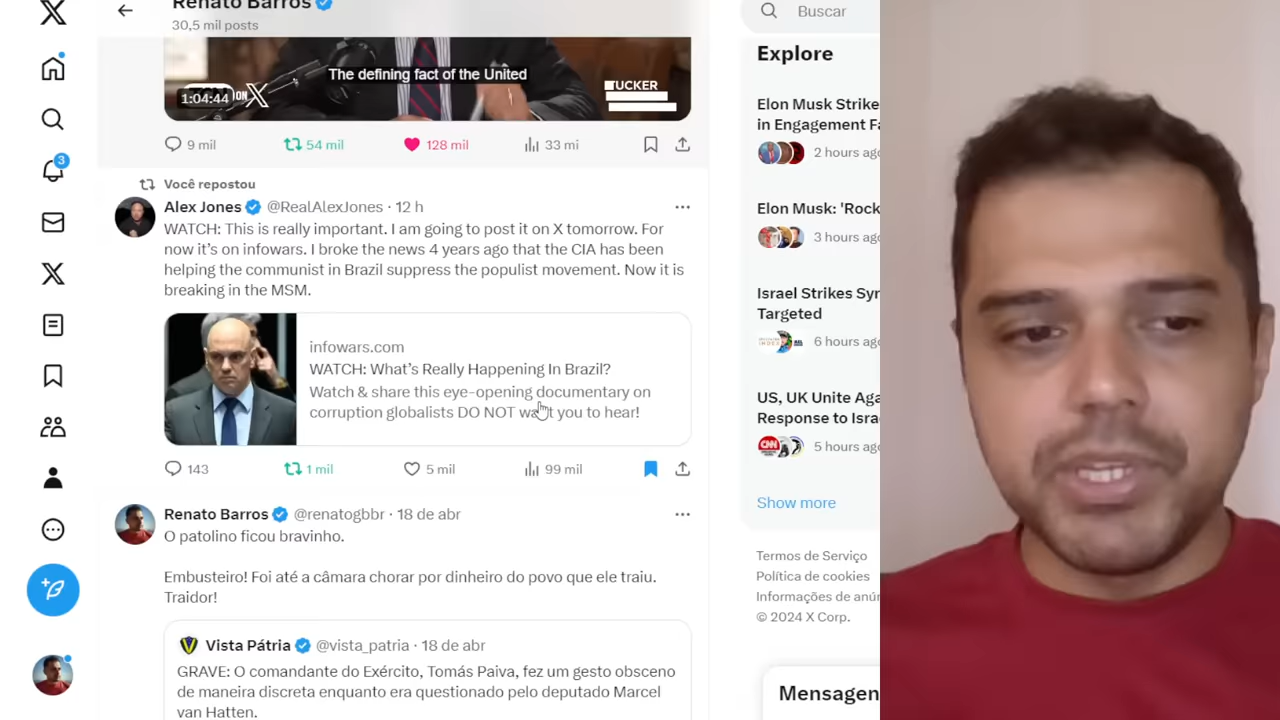 Renato Barros
30,5 mil posts
The defining fact of the United
1:04:44
ON X
TUCKER
9 mil
54 mil
128 mil
33 mi
Você repostou
Alex Jones @RealAlexJones · 12 h
WATCH: This is really important. I am going to post it on X tomorrow. For
now it’s on infowars. I broke the news 4 years ago that the CIA has been
helping the communist in Brazil suppress the populist movement. Now it is
breaking in the MSM.
infowars.com
WATCH: What’s Really Happening In Brazil?
Watch & share this eye-opening documentary on
corruption globalists DO NOT want you to hear!
143
1 mil
5 mil
99 mil
Renato Barros @renatogbbr · 18 de abr
O patolino ficou bravinho.
Embusteiro! Foi até a câmara chorar por dinheiro do povo que ele traiu.
Traidor!
Vista Pátria @vista_patria · 18 de abr
GRAVE: O comandante do Exército, Tomás Paiva, fez um gesto obsceno
de maneira discreta enquanto era questionado pelo deputado Marcel
van Hattem.
3
Buscar
Explore
Elon Musk Strike
in Engagement Fa
2 hours ago
Elon Musk: 'Rock
3 hours ago
Israel Strikes Syr
Targeted
6 hours ago
US, UK Unite Aga
Response to Isra
CNN
5 hours ago
Show more
Termos de Serviço
Política de cookies
Informações de anún
© 2024 X Corp.
Mensagen